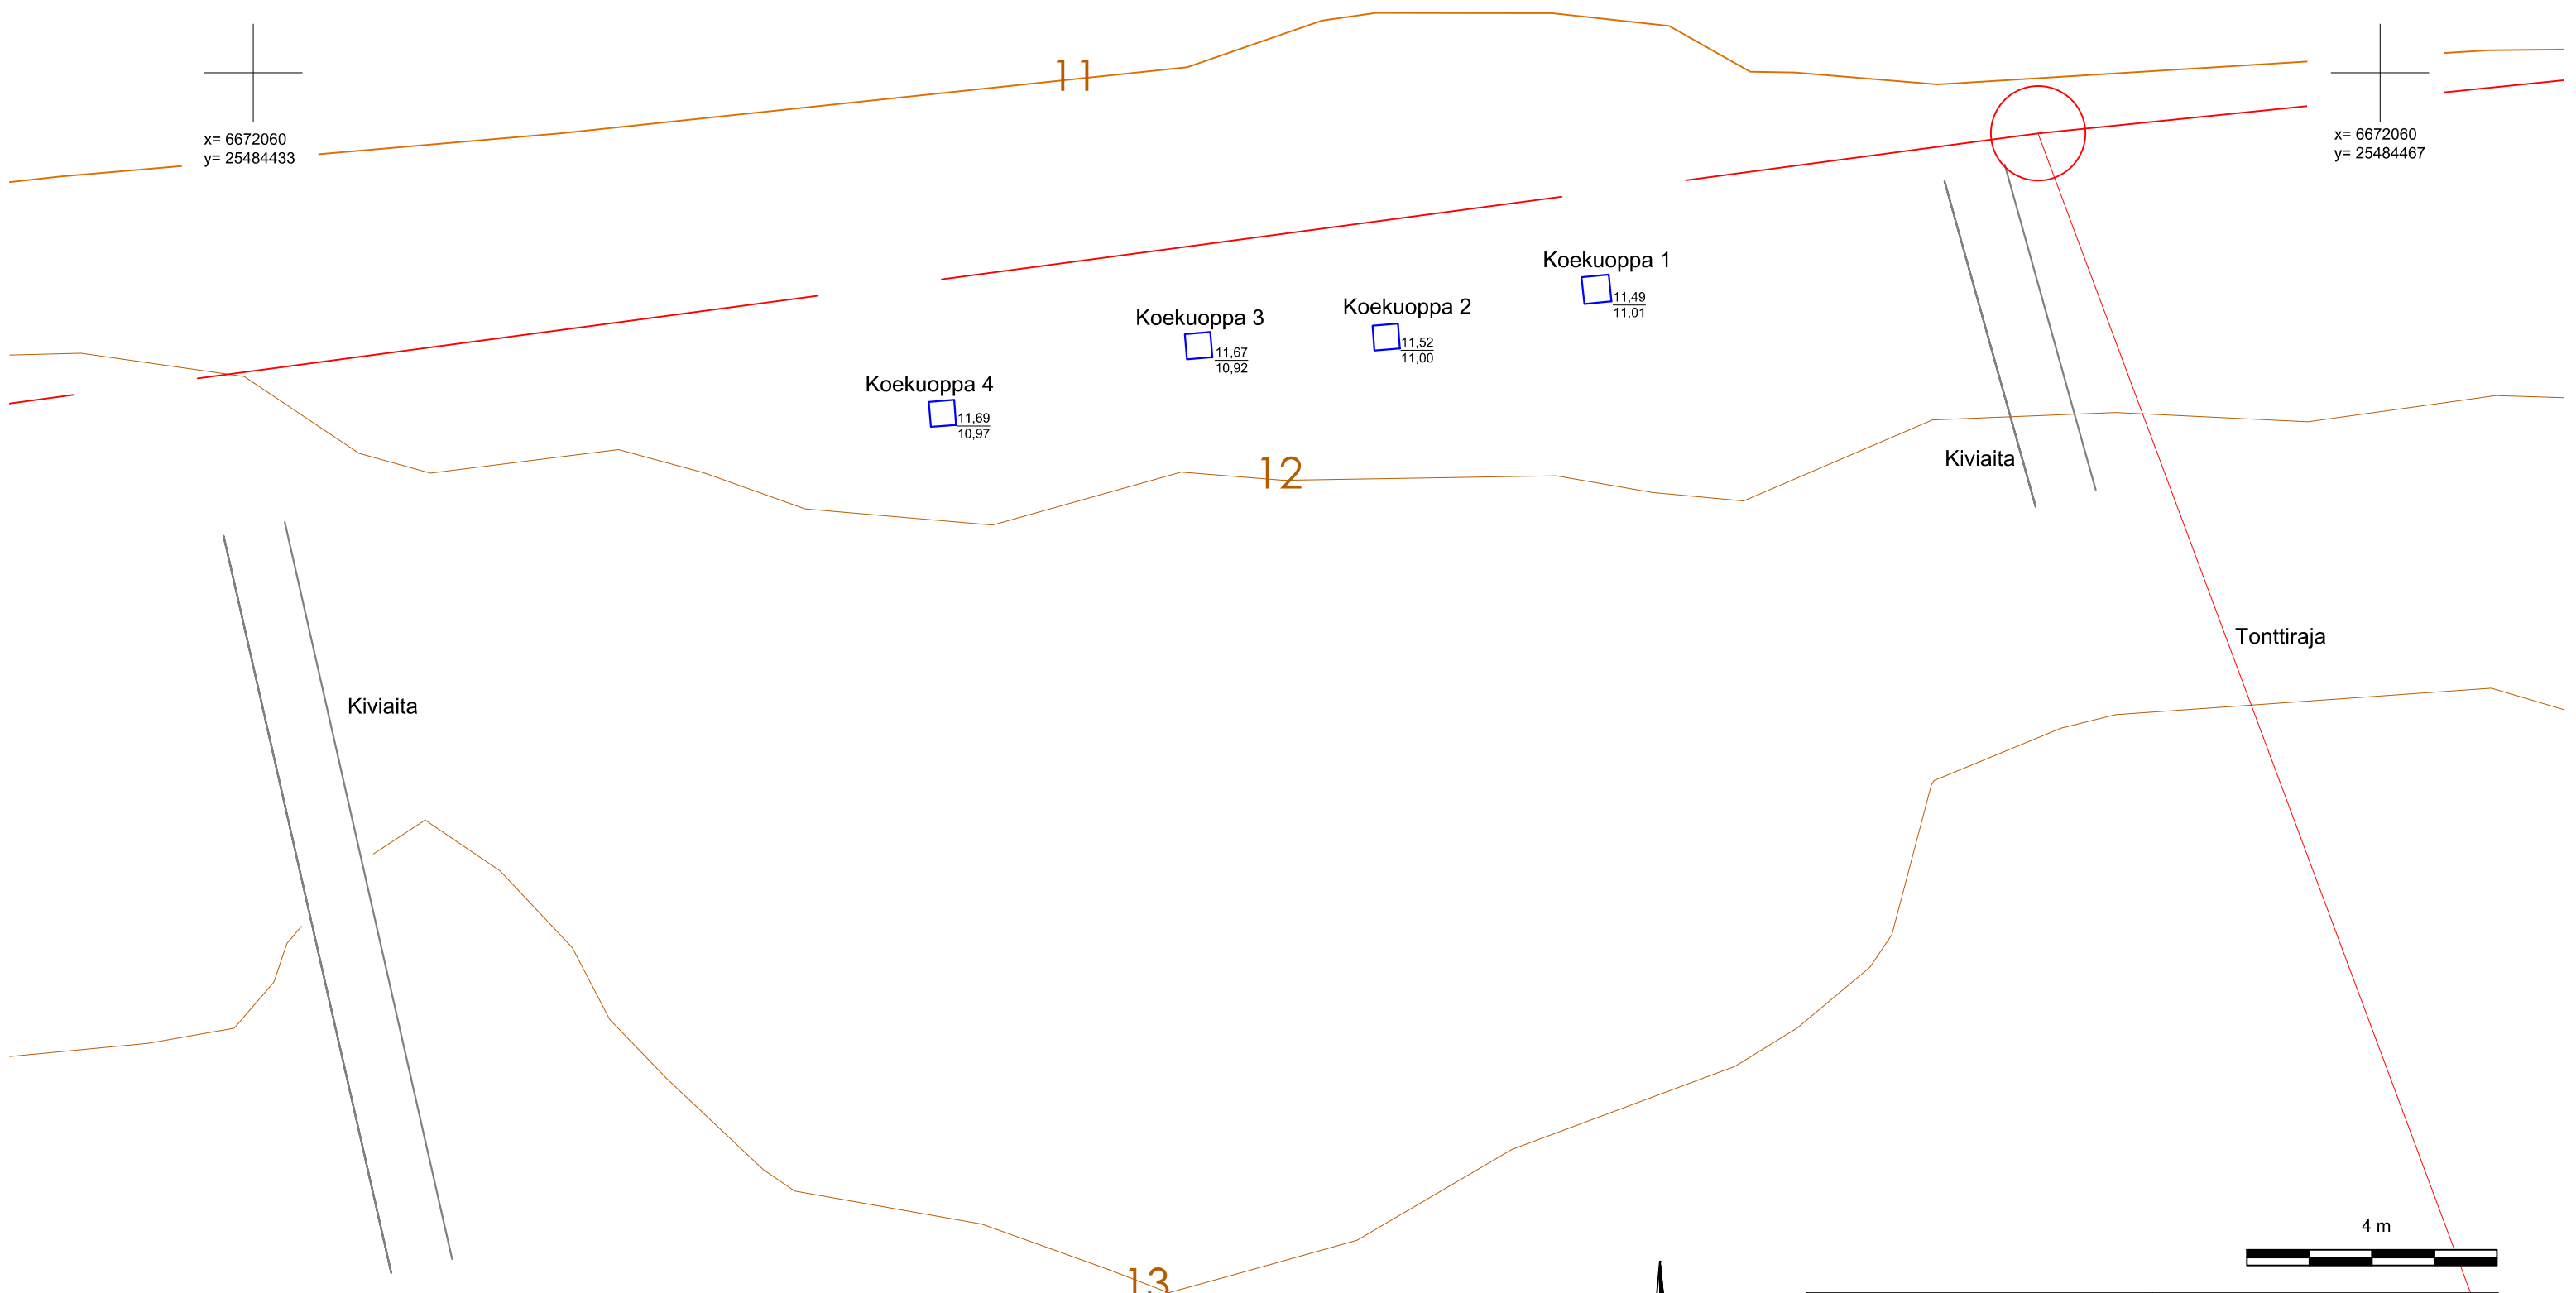 11
x= 6672060
y= 25484433
x= 6672060
y= 25484467
Koekuoppa 1
11,49
11,01
Koekuoppa 2
11,52
11,00
Koekuoppa 3
11,67
10,92
Koekuoppa 4
11,69
10,97
12
Kiviaita
Tonttiraja
Kiviaita
4 m
13